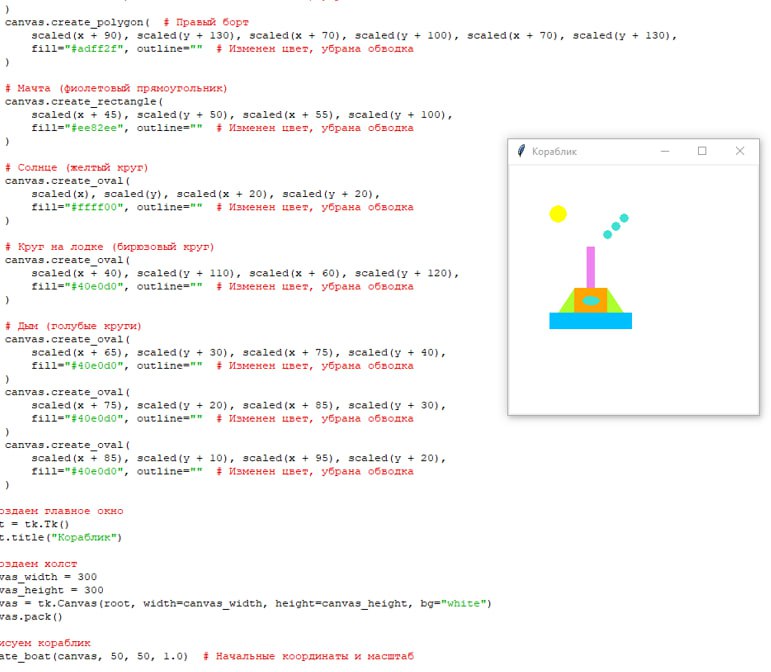 )
canvas.create_polygon(  # Правый борт
scaled(x + 90), scaled(y + 130), scaled(x + 70), scaled(y + 100), scaled(x + 70), scaled(y + 130),
fill="#adff2f", outline=""  # Изменен цвет, убрана обводка
)
# Мачта (фиолетовый прямоугольник)
canvas.create_rectangle(
scaled(x + 45), scaled(y + 50), scaled(x + 55), scaled(y + 100),
fill="#ee82ee", outline=""  # Изменен цвет, убрана обводка
)
# Солнце (желтый круг)
canvas.create_oval(
scaled(x), scaled(y), scaled(x + 20), scaled(y + 20),
fill="#ffff00", outline=""  # Изменен цвет, убрана обводка
)
# Круг на лодке (бирюзовый круг)
canvas.create_oval(
scaled(x + 40), scaled(y + 110), scaled(x + 60), scaled(y + 120),
fill="#40e0d0", outline=""  # Изменен цвет, убрана обводка
)
# Дым (голубые круги)
canvas.create_oval(
scaled(x + 65), scaled(y + 30), scaled(x + 75), scaled(y + 40),
fill="#40e0d0", outline=""  # Изменен цвет, убрана обводка
)
canvas.create_oval(
scaled(x + 75), scaled(y + 20), scaled(x + 85), scaled(y + 30),
fill="#40e0d0", outline=""  # Изменен цвет, убрана обводка
)
canvas.create_oval(
scaled(x + 85), scaled(y + 10), scaled(x + 95), scaled(y + 20),
fill="#40e0d0", outline=""  # Изменен цвет, убрана обводка
)
оздаем главное окно
t = tk.Tk()
t.title("Кораблик")
оздаем холст
vas_width = 300
vas_height = 300
vas = tk.Canvas(root, width=canvas_width, height=canvas_height, bg="white")
vas.pack()
исуем кораблик
ate_boat(canvas, 50, 50, 1.0)  # Начальные координаты и масштаб
Кораблик